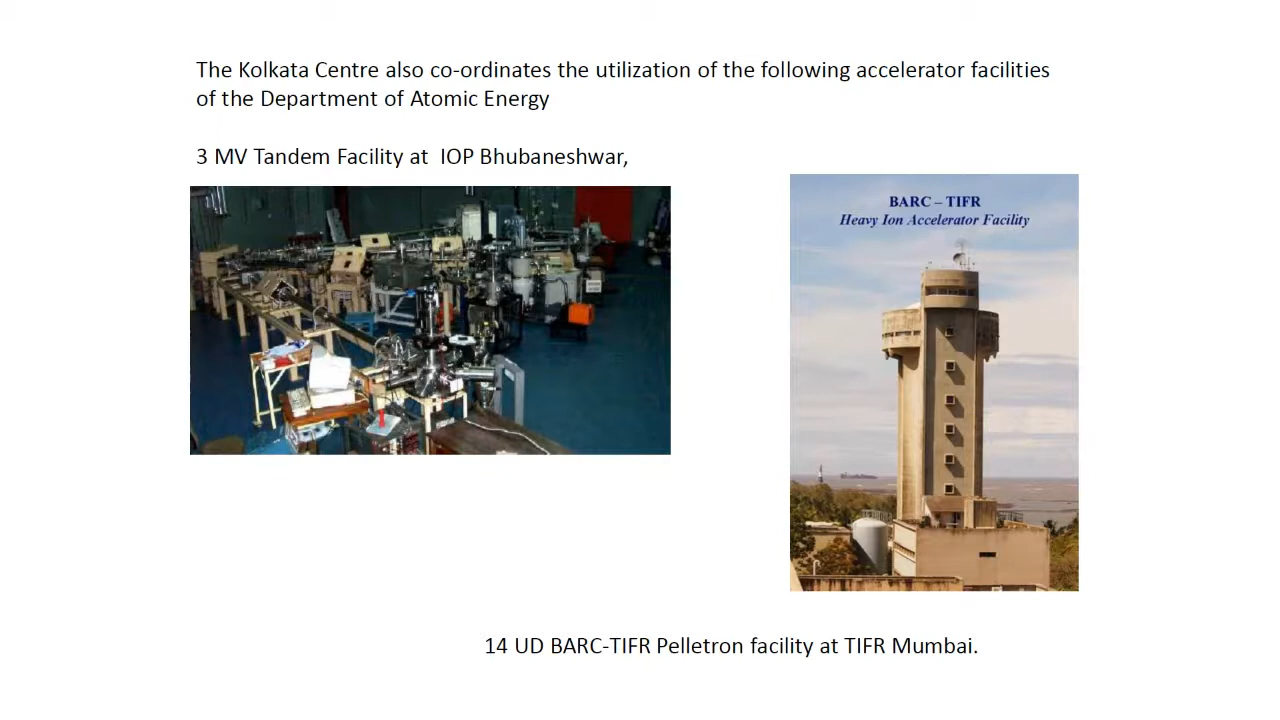 The Kolkata Centre also co-ordinates the utilization of the following accelerator facilities
of the Department of Atomic Energy
3 MV Tandem Facility at  IOP Bhubaneshwar,
BARC – TIFR
Heavy Ion Accelerator Facility
14 UD BARC-TIFR Pelletron facility at TIFR Mumbai.